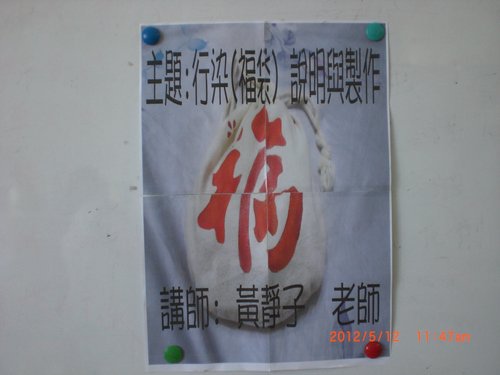 主題:行染(福袋) 說明與製作
福
講師: 黃靜子 老師
2012/5/12 11:47am